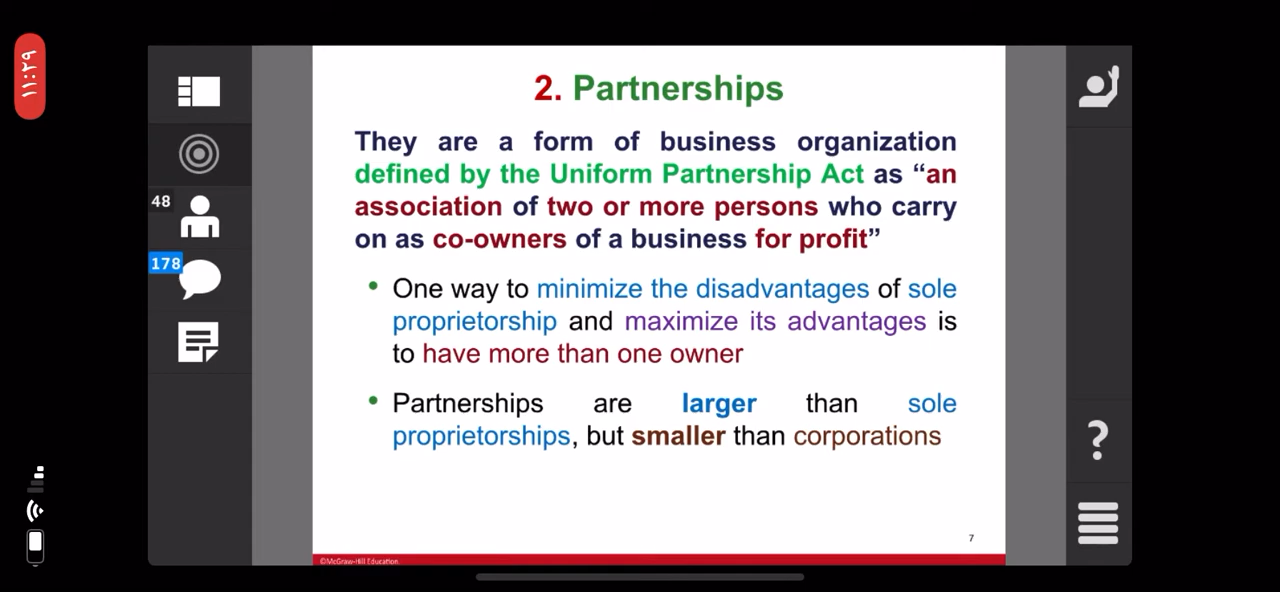 ١١:٢٩
48
178
2. Partnerships
They are a form of business organization
defined by the Uniform Partnership Act as “an
association of two or more persons who carry
on as co-owners of a business for profit”
• One way to minimize the disadvantages of sole
proprietorship and maximize its advantages is
to have more than one owner
• Partnerships are larger than sole
proprietorships, but smaller than corporations
7
©McGraw-Hill Education.
?